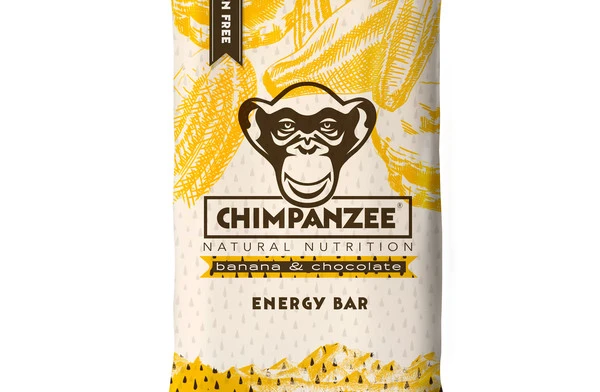 N FREE
CHIMPANZEE®
NATURAL NUTRITION
banana & chocolate
ENERGY BAR